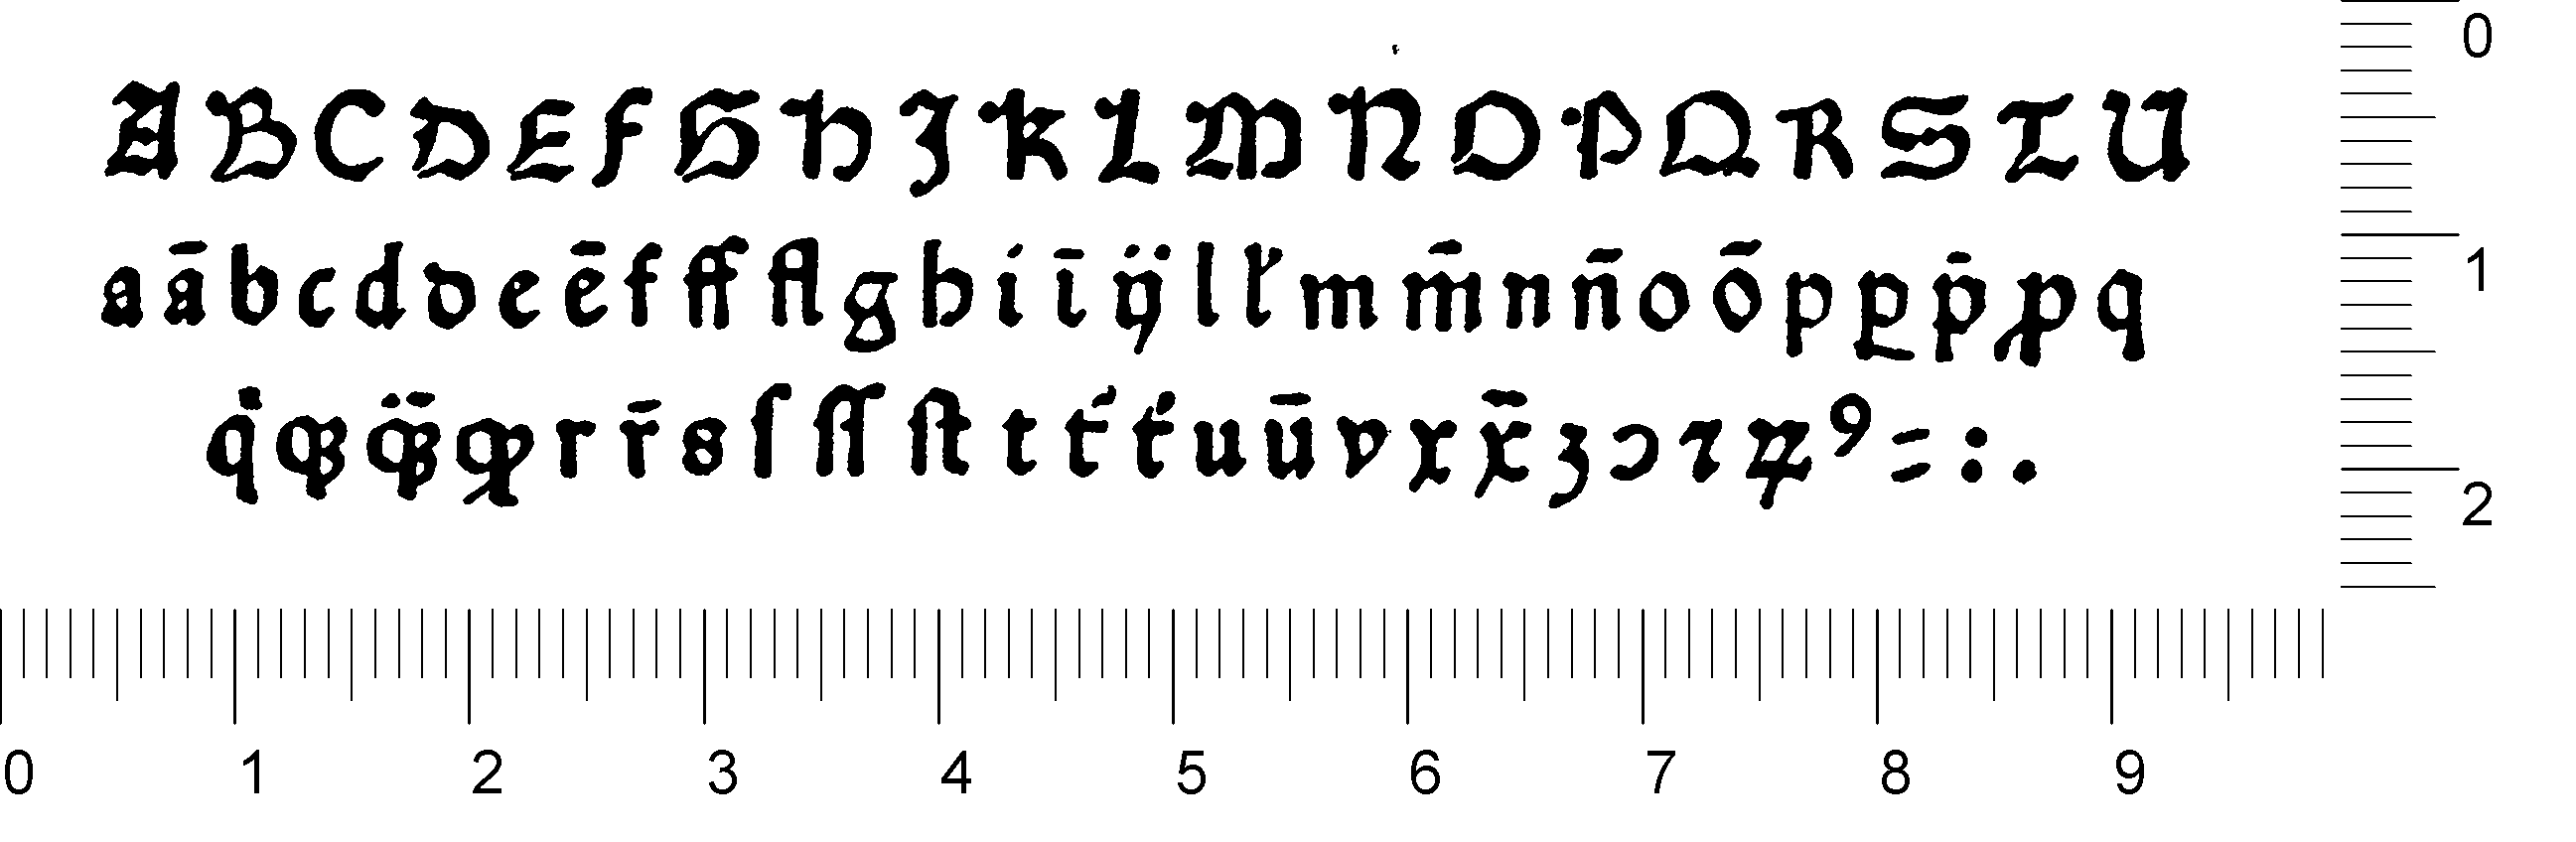 A B C D E F G H I K L M N O P Q R S T U
a ā b c d d e ē f ff fl g h i ī ÿ l lʼ m m̄ n n̄ o ō p ꝑ p̄ ꝓ q
q̇ r r̄ s ſ ſſ ſt t t̄ t́ u ū v x x̄ ꝫ ɔ ꝛ ꝝ ꝰ = : .
0 1 2 3 4 5 6 7 8 9
0
1
2